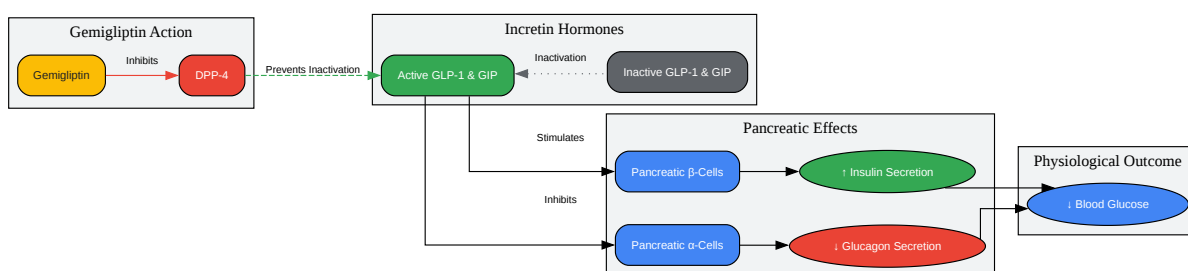 Gemigliptin Action
Incretin Hormones
Gemigliptin
Inhibits
DPP-4
Prevents Inactivation
Active GLP-1 & GIP
Inactivation
Inactive GLP-1 & GIP
Pancreatic Effects
Stimulates
Pancreatic β-Cells
↑ Insulin Secretion
Inhibits
Pancreatic α-Cells
↓ Glucagon Secretion
Physiological Outcome
↓ Blood Glucose